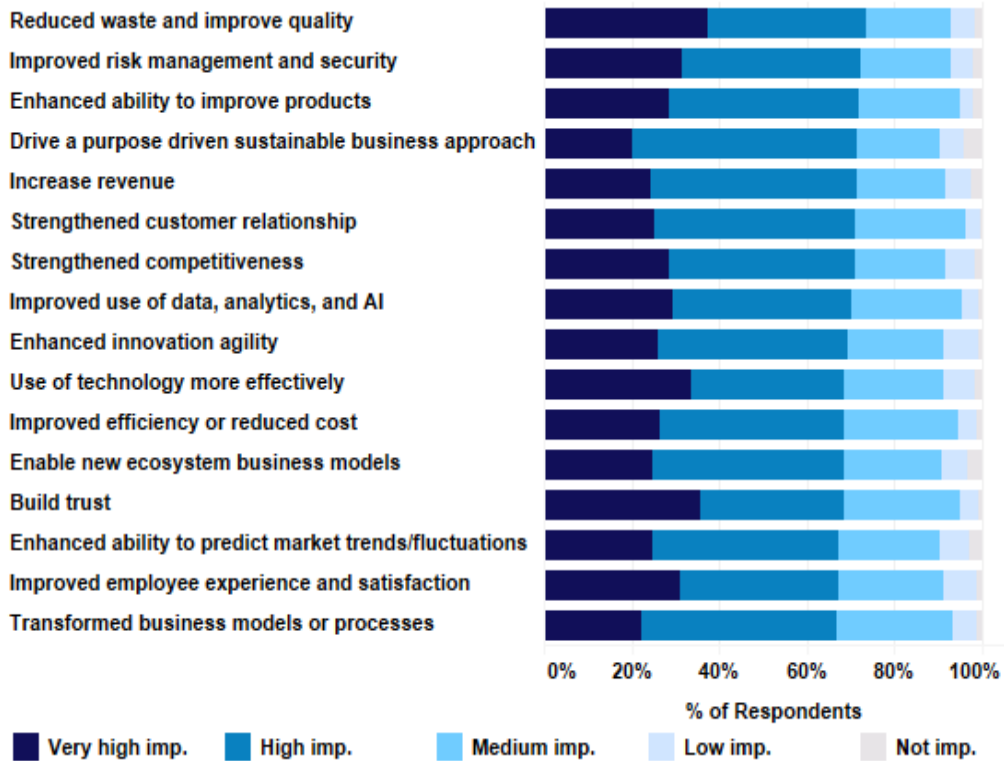 Reduced waste and improve quality
Improved risk management and security
Enhanced ability to improve products
Drive a purpose driven sustainable business approach
Increase revenue
Strengthened customer relationship
Strengthened competitiveness
Improved use of data, analytics, and AI
Enhanced innovation agility
Use of technology more effectively
Improved efficiency or reduced cost
Enable new ecosystem business models
Build trust
Enhanced ability to predict market trends/fluctuations
Improved employee experience and satisfaction
Transformed business models or processes
0% 20% 40% 60% 80% 100%
% of Respondents
Very high imp. High imp. Medium imp. Low imp. Not imp.